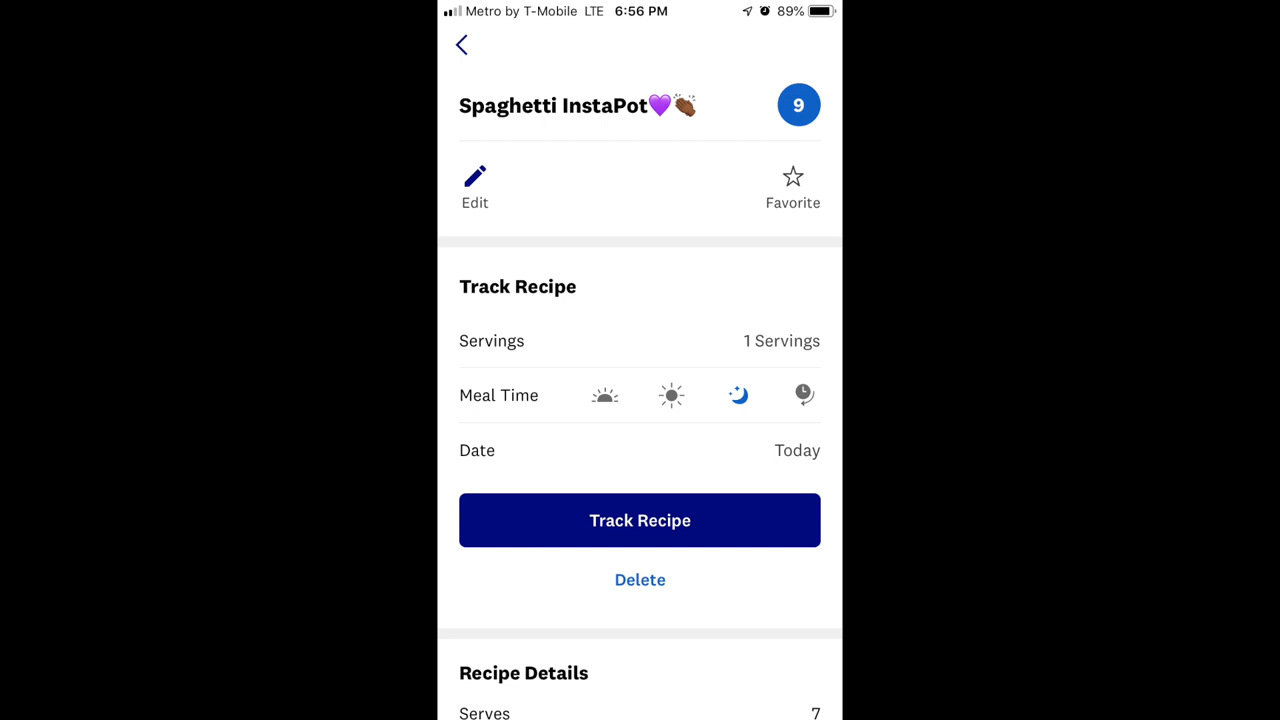 Metro by T-Mobile LTE 6:56 PM 89%
Spaghetti InstaPot💜👏🏾 9
Edit Favorite
Track Recipe
Servings 1 Servings
Meal Time
Date Today
Track Recipe
Delete
Recipe Details
Serves 7